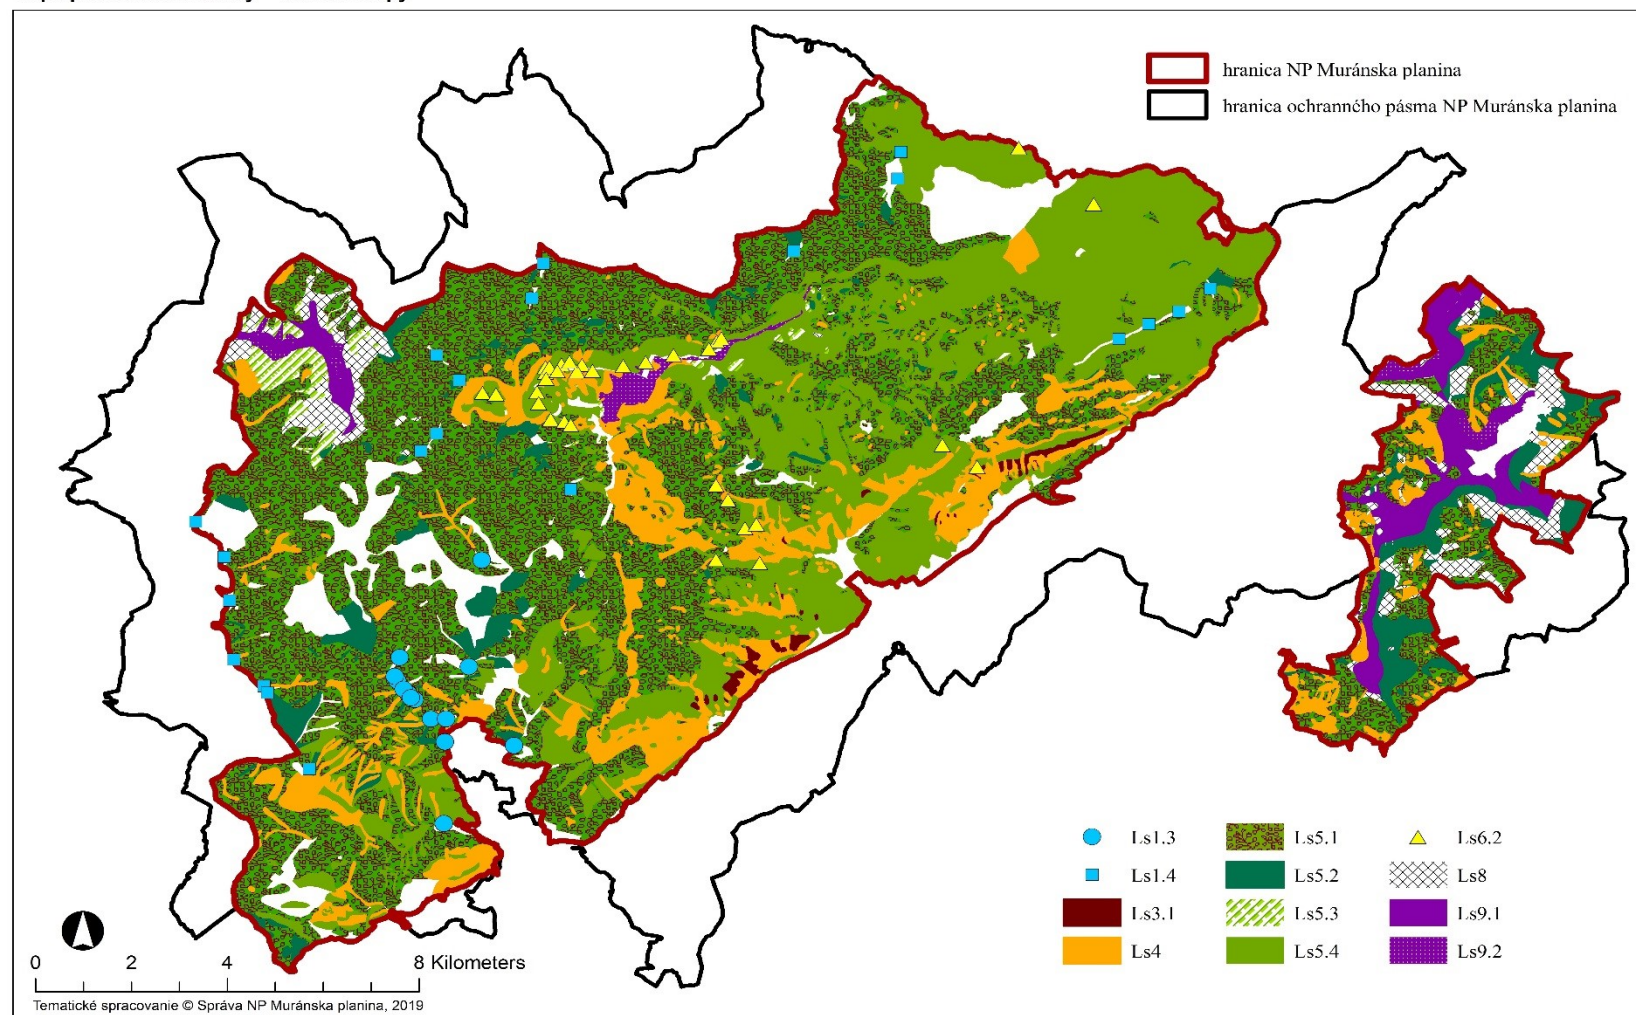 hranica NP Muránska planina
hranica ochranného pásma NP Muránska planina
Ls1.3
Ls5.1
Ls6.2
Ls1.4
Ls5.2
Ls8
Ls3.1
Ls5.3
Ls9.1
Ls4
Ls5.4
Ls9.2
0 2 4 8 Kilometers
Tematické spracovanie © Správa NP Muránska planina, 2019